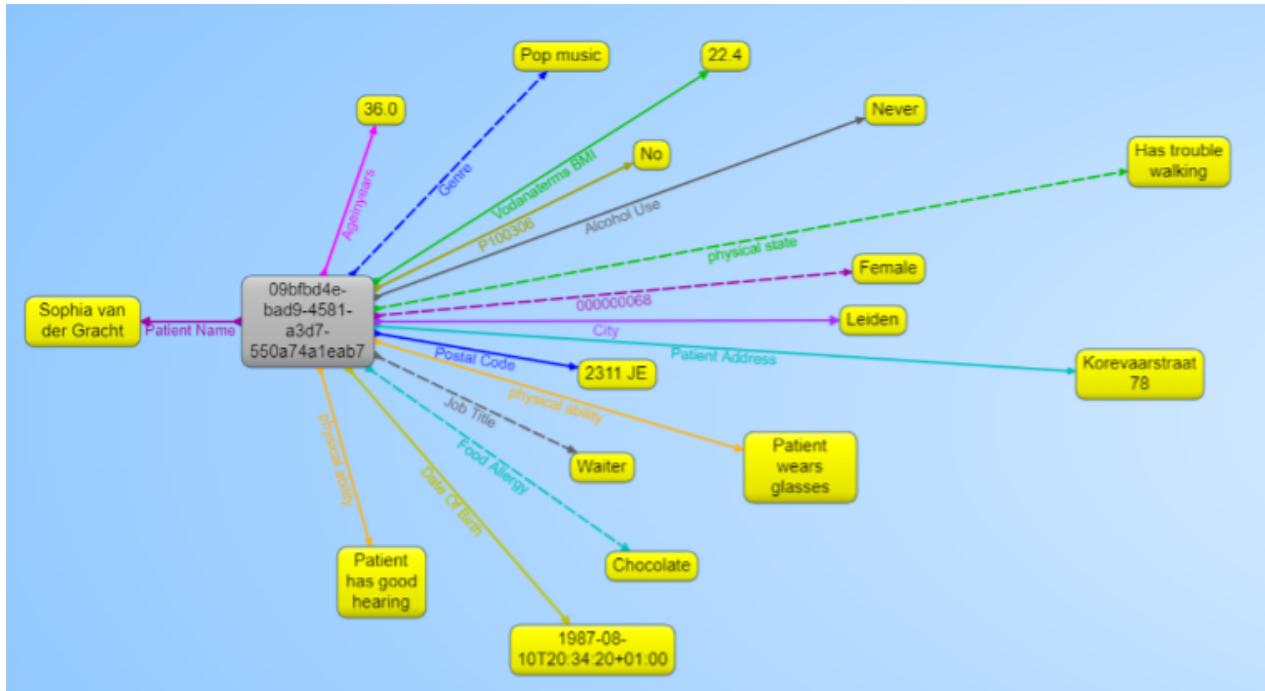 Pop music
22.4
36.0
Never
No
Has trouble
walking
Ageinyears
Genre
Vodanaterms BMI
P100306
Alcohol Use
physical state
Female
000000068
09bfbd4e-
bad9-4581-
a3d7-
550a74a1eab7
Sophia van
der Gracht
Patient Name
City
Leiden
Patient Address
Korevaarstraat
78
Postal Code
2311 JE
physical ability
Patient
wears
glasses
Job Title
Waiter
Food Allergy
Chocolate
Date Of Birth
1987-08-
10T20:34:20+01:00
physical ability
Patient
has good
hearing